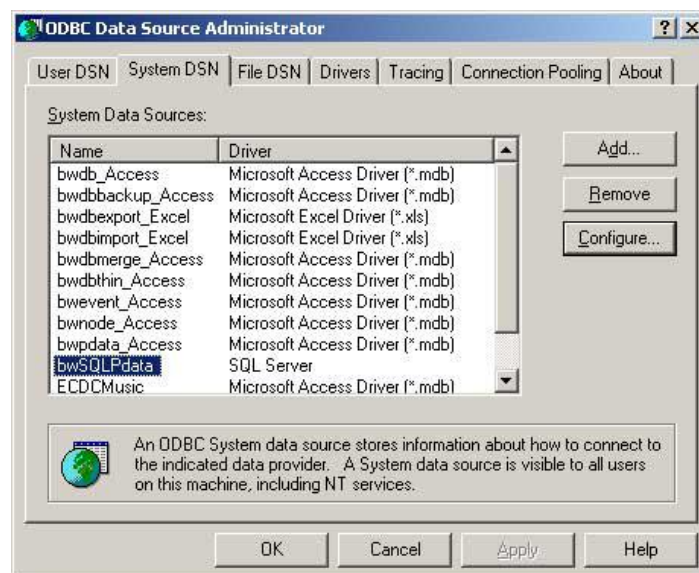 ODBC Data Source Administrator
User DSN System DSN File DSN Drivers Tracing Connection Pooling About
System Data Sources:
Name Driver
bwdb_Access Microsoft Access Driver (*.mdb)
bwdbbackup_Access Microsoft Access Driver (*.mdb)
bwdbexport_Excel Microsoft Excel Driver (*.xls)
bwdbimport_Excel Microsoft Excel Driver (*.xls)
bwdbmerge_Access Microsoft Access Driver (*.mdb)
bwdbthin_Access Microsoft Access Driver (*.mdb)
bwevent_Access Microsoft Access Driver (*.mdb)
bwnode_Access Microsoft Access Driver (*.mdb)
bwpdata_Access Microsoft Access Driver (*.mdb)
bwSQLPdata SQL Server
ECDCMusic Microsoft Access Driver (*.mdb)
Add...
Remove
Configure...
An ODBC System data source stores information about how to connect to
the indicated data provider. A System data source is visible to all users
on this machine, including NT services.
OK Cancel Apply Help